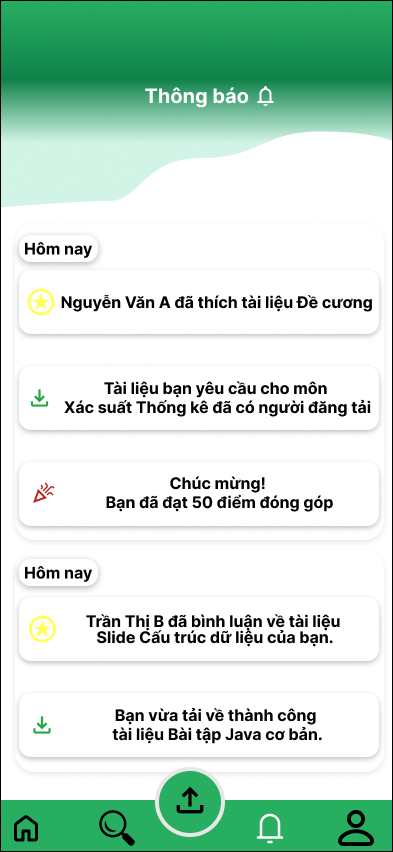 Thông báo
Hôm nay
Nguyễn Văn A đã thích tài liệu Đề cương
Tài liệu bạn yêu cầu cho môn
Xác suất Thống kê đã có người đăng tải
Chúc mừng!
Bạn đã đạt 50 điểm đóng góp
Hôm nay
Trần Thị B đã bình luận về tài liệu
Slide Cấu trúc dữ liệu của bạn.
Bạn vừa tải về thành công
tài liệu Bài tập Java cơ bản.